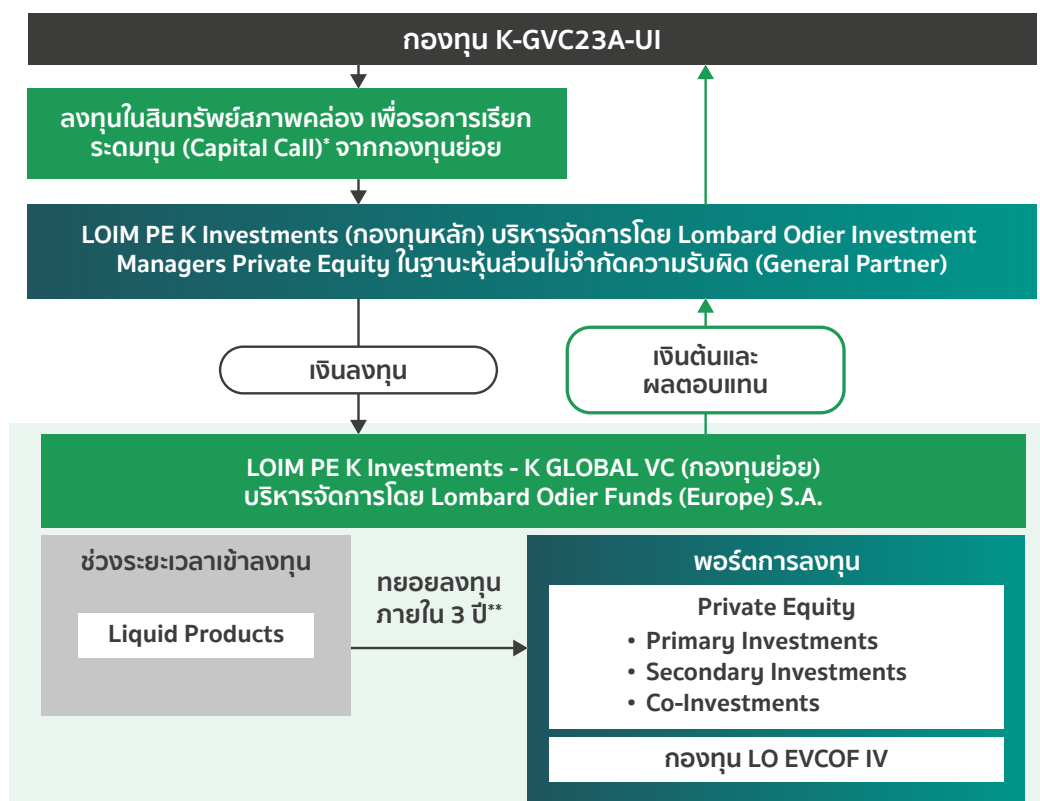 กองทุน K-GVC23A-UI
ลงทุนในสินทรัพย์สภาพคล่อง เพื่อรอการเรียก
ระดมทุน (Capital Call)* จากกองทุนย่อย
LOIM PE K Investments (กองทุนหลัก) บริหารจัดการโดย Lombard Odier Investment
Managers Private Equity ในฐานะหุ้นส่วนไม่จำกัดความรับผิด (General Partner)
เงินลงทุน
เงินต้นและ
ผลตอบแทน
LOIM PE K Investments - K GLOBAL VC (กองทุนย่อย)
บริหารจัดการโดย Lombard Odier Funds (Europe) S.A.
ช่วงระยะเวลาเข้าลงทุน
Liquid Products
ทยอยลงทุน
ภายใน 3 ปี**
พอร์ตการลงทุน
Private Equity
• Primary Investments
• Secondary Investments
• Co-Investments
กองทุน LO EVCOF IV